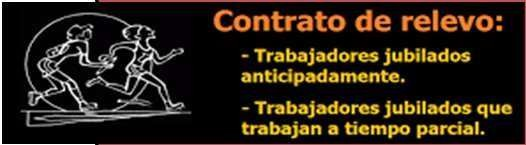 Contrato de relevo:
- Trabajadores jubilados
anticipadamente.
- Trabajadores jubilados que
trabajan a tiempo parcial.